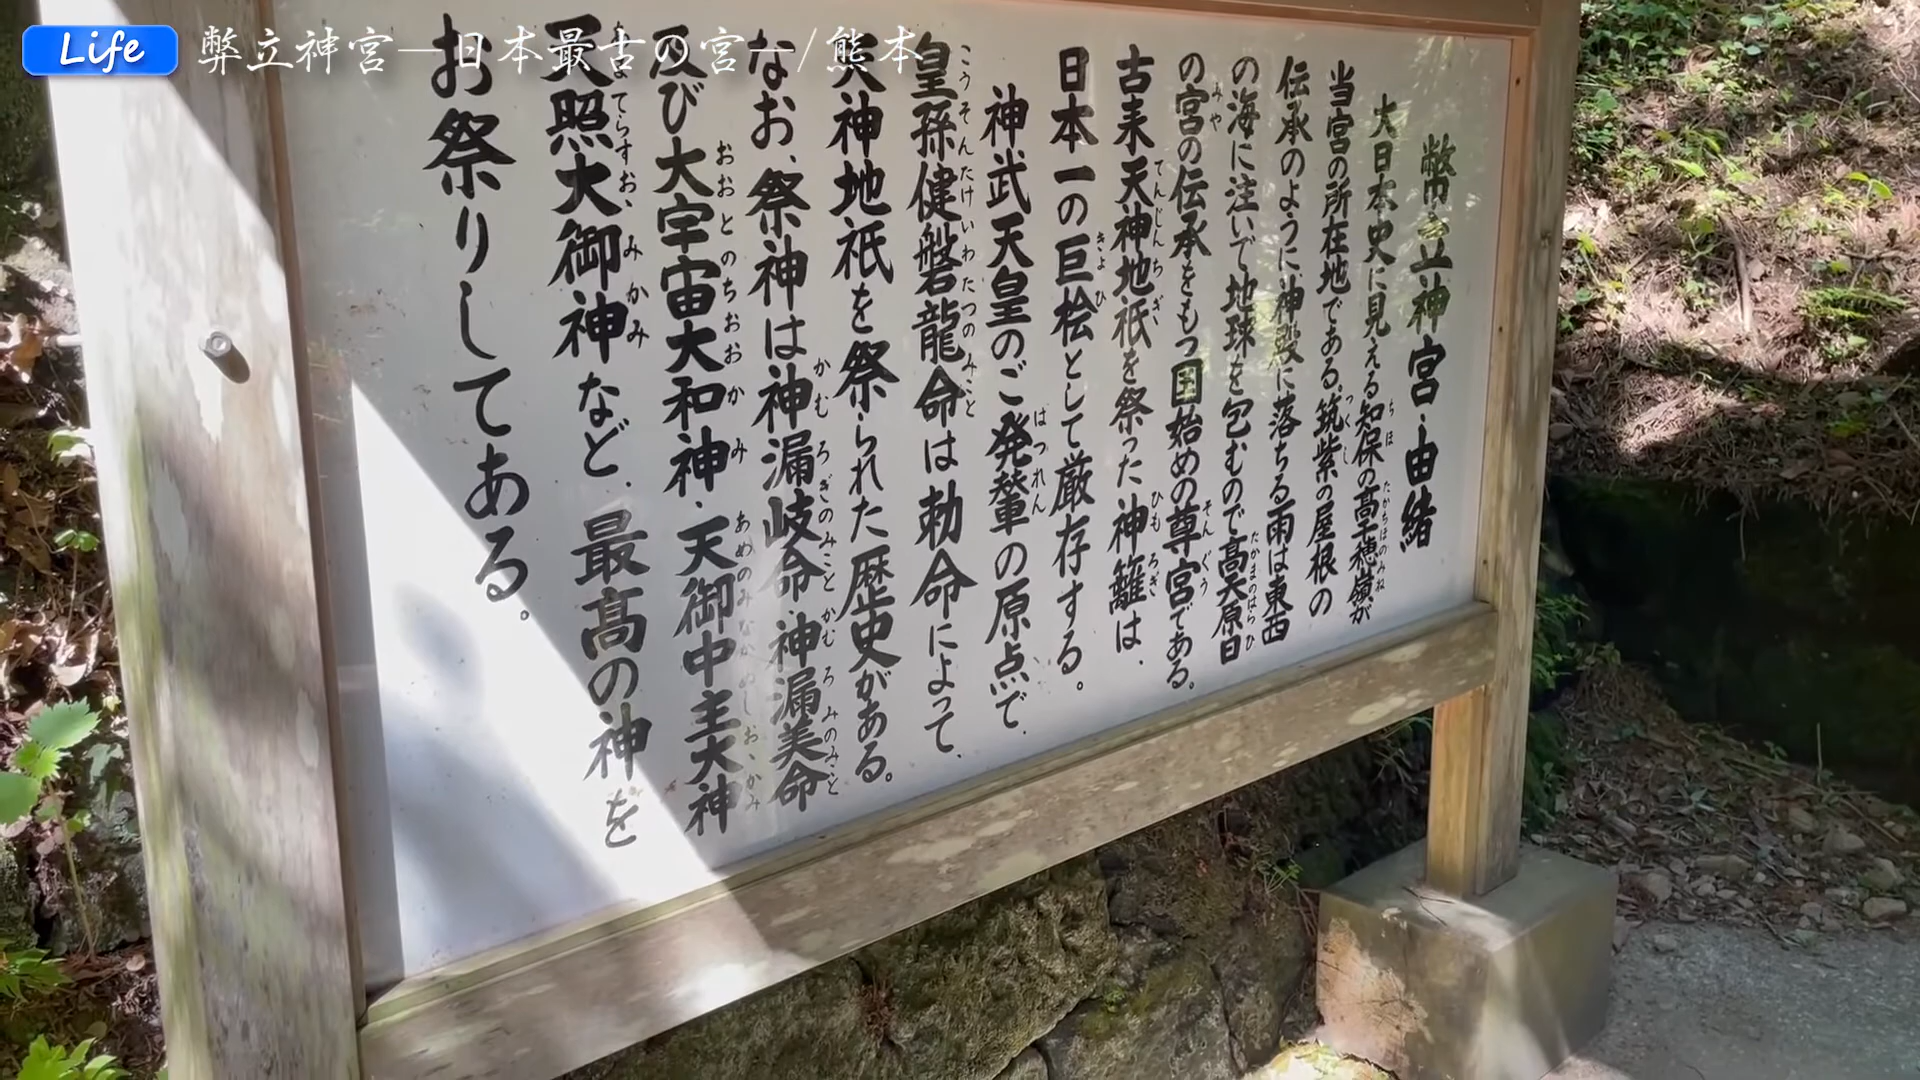 Life
弊立神宮―日本最古の宮―/熊本
幣立神宮・由緒
大日本史に見える知保の高千穂嶺が
当宮の所在地である。筑紫の屋根の
伝承のように神殿に落ちる雨は東西
の海に注いで地球を包むので高天原日
の宮の伝承をもつ国始めの尊宮である。
古来天神地祇を祭った神籬は、
日本一の巨桧として厳存する。
神武天皇のご発輦の原点で、
皇孫健磐龍命は勅命によって、
天神地祇を祭られた歴史がある。
なお、祭神は神漏岐命・神漏美命
及び大宇宙大和神・天御中主大神
天照大御神など、最高の神を
お祭りしてある。